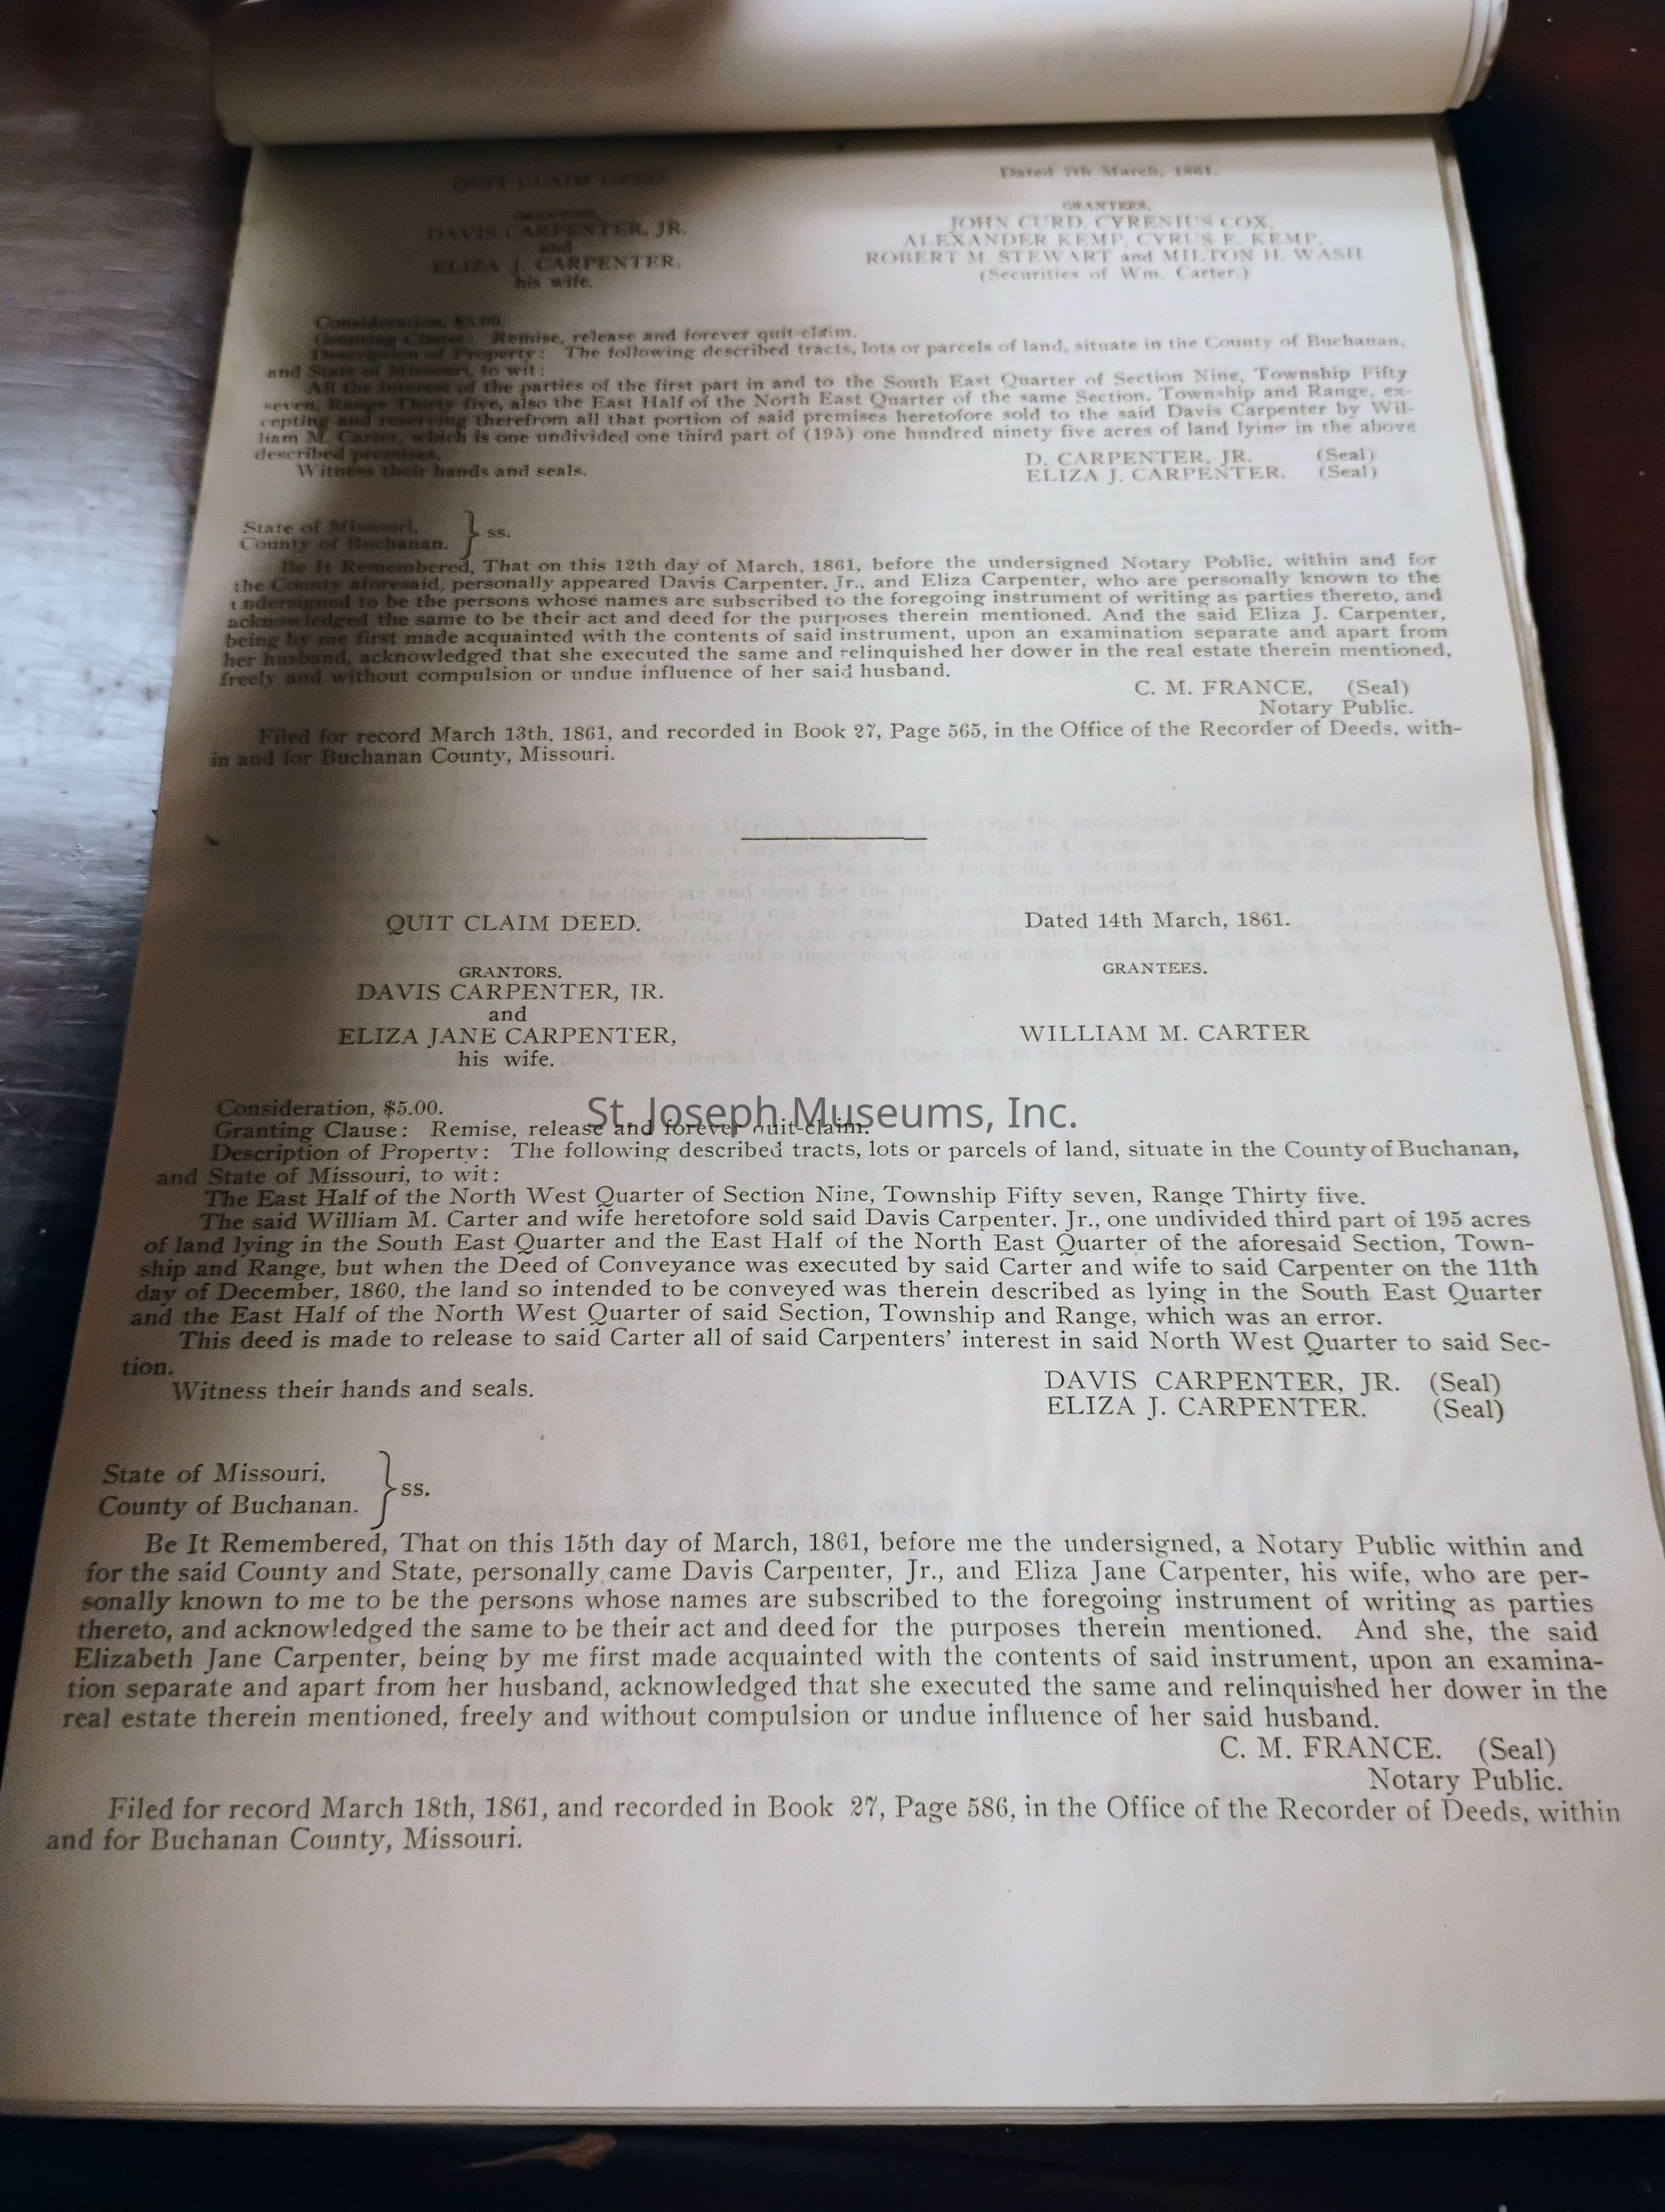 QUIT CLAIM DEED
Dated 7th March, 1861.
GRANTORS,
GRANTEES,
DAVIS CARPENTER, JR.
and
ELIZA J. CARPENTER,
his wife.
JOHN CURD, CYRENIUS COX,
ALEXANDER KEMP, CYRUS E. KEMP,
ROBERT M. STEWART and MILTON H. WASH
(Securities of Wm. Carter.)
Consideration, $5.00.
Granting Clause: Remise, release and forever quit-claim.
Description of Property: The following described tracts, lots or parcels of land, situate in the County of Buchanan,
and State of Missouri, to wit:
All the interest of the parties of the first part in and to the South East Quarter of Section Nine, Township Fifty
seven, Range Thirty five, also the East Half of the North East Quarter of the same Section, Township and Range, ex-
cepting and reserving therefrom all that portion of said premises heretofore sold to the said Davis Carpenter by Wil-
liam M. Carter, which is one undivided one third part of (195) one hundred ninety five acres of land lying in the above
described premises.
Witness their hands and seals.
D. CARPENTER, JR. (Seal)
ELIZA J. CARPENTER. (Seal)
State of Missouri,
County of Buchanan. } ss.
Be It Remembered, That on this 12th day of March, 1861, before the undersigned Notary Poblic, within and for
the County aforesaid, personally appeared Davis Carpenter, Jr., and Eliza Carpenter, who are personally known to the
undersigned to be the persons whose names are subscribed to the foregoing instrument of writing as parties thereto, and
acknowledged the same to be their act and deed for the purposes therein mentioned. And the said Eliza J. Carpenter,
being by me first made acquainted with the contents of said instrument, upon an examination separate and apart from
her husband, acknowledged that she executed the same and relinquished her dower in the real estate therein mentioned,
freely and without compulsion or undue influence of her said husband.
C. M. FRANCE, (Seal)
Notary Public.
Filed for record March 13th, 1861, and recorded in Book 27, Page 565, in the Office of the Recorder of Deeds, with-
in and for Buchanan County, Missouri.
QUIT CLAIM DEED.
Dated 14th March, 1861.
GRANTORS.
GRANTEES.
DAVIS CARPENTER, JR.
and
ELIZA JANE CARPENTER,
his wife.
WILLIAM M. CARTER
St. Joseph Museums, Inc.
Consideration, $5.00.
Granting Clause: Remise, release and forever quit-claim.
Description of Property: The following described tracts, lots or parcels of land, situate in the County of Buchanan,
and State of Missouri, to wit:
The East Half of the North West Quarter of Section Nine, Township Fifty seven, Range Thirty five.
The said William M. Carter and wife heretofore sold said Davis Carpenter, Jr., one undivided third part of 195 acres
of land lying in the South East Quarter and the East Half of the North East Quarter of the aforesaid Section, Town-
ship and Range, but when the Deed of Conveyance was executed by said Carter and wife to said Carpenter on the 11th
day of December, 1860, the land so intended to be conveyed was therein described as lying in the South East Quarter
and the East Half of the North West Quarter of said Section, Township and Range, which was an error.
This deed is made to release to said Carter all of said Carpenters' interest in said North West Quarter to said Sec-
tion.
Witness their hands and seals.
DAVIS CARPENTER, JR. (Seal)
ELIZA J. CARPENTER. (Seal)
State of Missouri,
County of Buchanan. } ss.
Be It Remembered, That on this 15th day of March, 1861, before me the undersigned, a Notary Public within and
for the said County and State, personally came Davis Carpenter, Jr., and Eliza Jane Carpenter, his wife, who are per-
sonally known to me to be the persons whose names are subscribed to the foregoing instrument of writing as parties
thereto, and acknowledged the same to be their act and deed for the purposes therein mentioned. And she, the said
Elizabeth Jane Carpenter, being by me first made acquainted with the contents of said instrument, upon an examina-
tion separate and apart from her husband, acknowledged that she executed the same and relinquished her dower in the
real estate therein mentioned, freely and without compulsion or undue influence of her said husband.
C. M. FRANCE. (Seal)
Notary Public.
Filed for record March 18th, 1861, and recorded in Book 27, Page 586, in the Office of the Recorder of Deeds, within
and for Buchanan County, Missouri.